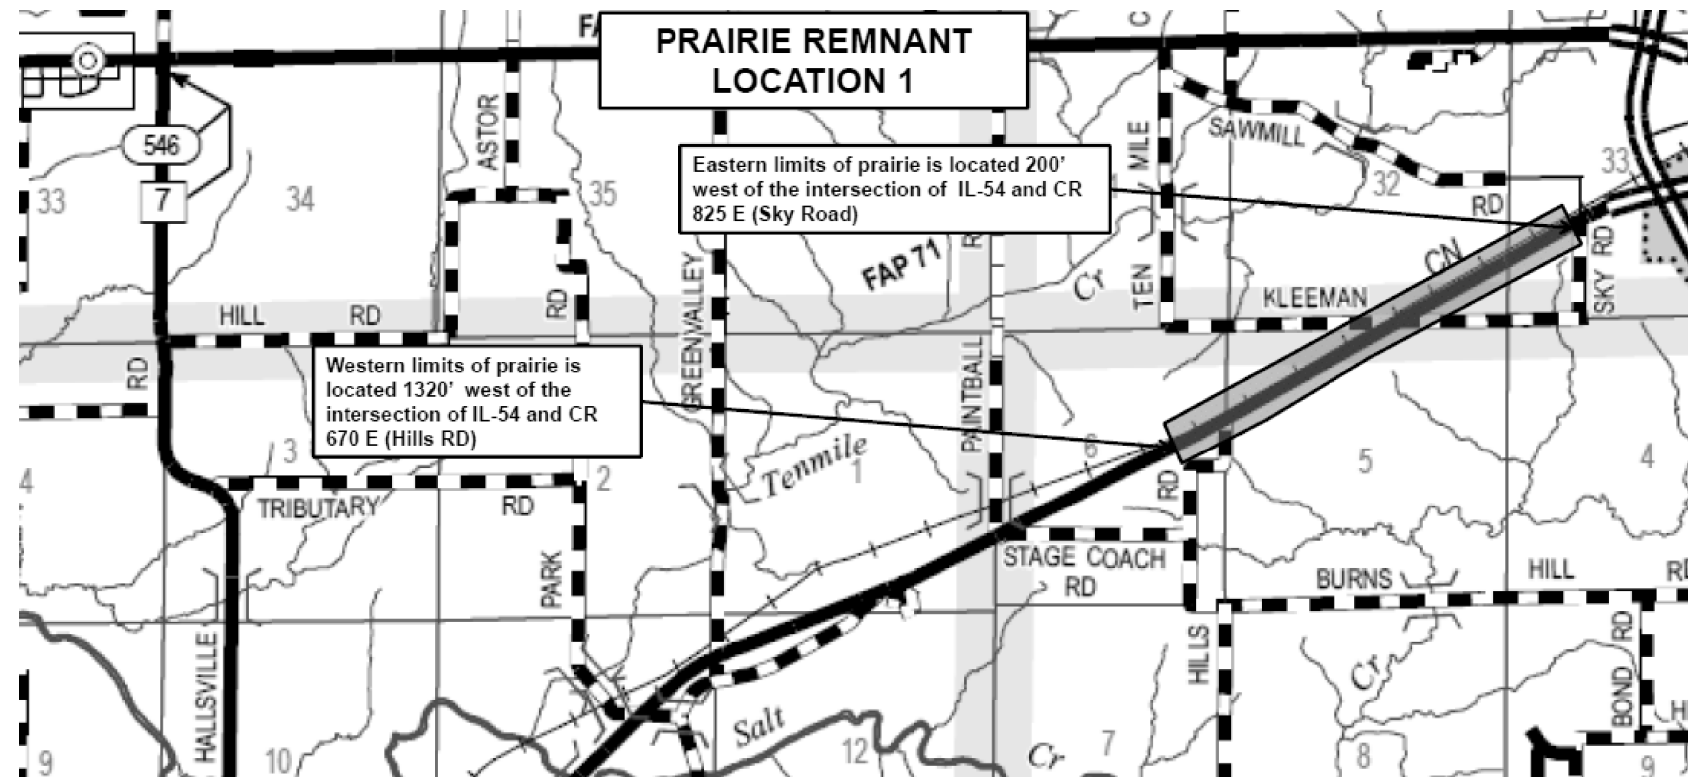 PRAIRIE REMNANT
LOCATION 1
546
7
33
34
ASTOR
35
Eastern limits of prairie is located 200’
west of the intersection of IL-54 and CR
825 E (Sky Road)
MILE
SAWMILL
RD
32
33
FAP 71
Cr
TEN
CN
KLEEMAN
SKY RD
HILL RD
RD
RD
GREENVALLEY
Western limits of prairie is
located 1320’ west of the
intersection of IL-54 and CR
670 E (Hills RD)
PAINTBALL
Tenmile
4
3
2
1
6
5
4
TRIBUTARY RD
RD
STAGE COACH
RD
PARK
BURNS HILL
HALLSVILLE
HILLS
Cr
BOND RD
Salt
Cr
9
10
12
7
8
9